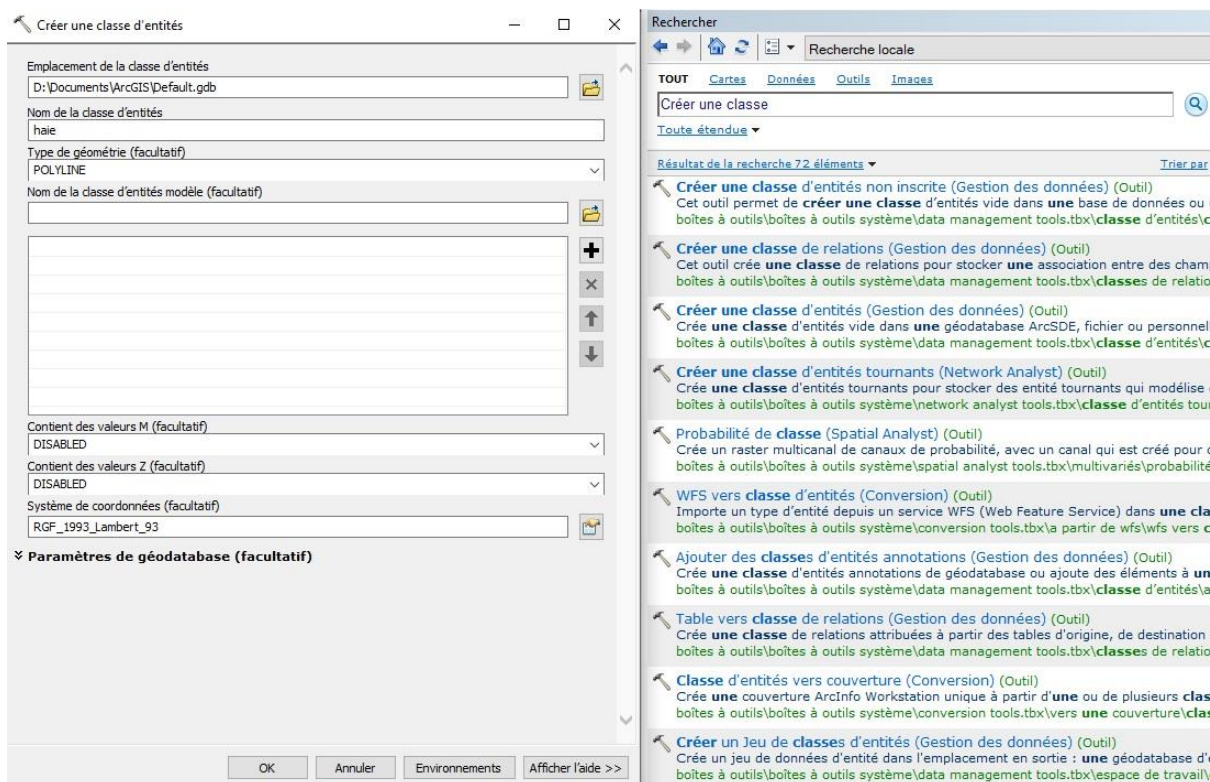 Créer une classe d'entités
Emplacement de la classe d'entités
D:\Documents\ArcGIS\Default.gdb
Nom de la classe d'entités
haie
Type de géométrie (facultatif)
POLYLINE
Nom de la classe d'entités modèle (facultatif)
Contient des valeurs M (facultatif)
DISABLED
Contient des valeurs Z (facultatif)
DISABLED
Système de coordonnées (facultatif)
RGF_1993_Lambert_93
Paramètres de géodatabase (facultatif)
OK Annuler Environnements Afficher l'aide >>
Rechercher
Recherche locale
TOUT Cartes Données Outils Images
Créer une classe
Toute étendue
Résultat de la recherche 72 éléments Trier par
Créer une classe d'entités non inscrite (Gestion des données) (Outil)
Cet outil permet de créer une classe d'entités vide dans une base de données ou
boîtes à outils\boîtes à outils système\data management tools.tbx\classe d'entités\c
Créer une classe de relations (Gestion des données) (Outil)
Cet outil crée une classe de relations pour stocker une association entre des cham
boîtes à outils\boîtes à outils système\data management tools.tbx\classes de relatio
Créer une classe d'entités (Gestion des données) (Outil)
Crée une classe d'entités vide dans une géodatabase ArcSDE, fichier ou personnell
boîtes à outils\boîtes à outils système\data management tools.tbx\classe d'entités\c
Créer une classe d'entités tournants (Network Analyst) (Outil)
Crée une classe d'entités tournants pour stocker des entité tournants qui modélise
boîtes à outils\boîtes à outils système\network analyst tools.tbx\classe d'entités tour
Probabilité de classe (Spatial Analyst) (Outil)
Crée un raster multicanal de canaux de probabilité, avec un canal qui est créé pour
boîtes à outils\boîtes à outils système\spatial analyst tools.tbx\multivariés\probabilité
WFS vers classe d'entités (Conversion) (Outil)
Importe un type d'entité depuis un service WFS (Web Feature Service) dans une cla
boîtes à outils\boîtes à outils système\conversion tools.tbx\a partir de wfs\wfs vers c
Ajouter des classes d'entités annotations (Gestion des données) (Outil)
Crée une classe d'entités annotations de géodatabase ou ajoute des éléments à un
boîtes à outils\boîtes à outils système\data management tools.tbx\classe d'entités\a
Table vers classe de relations (Gestion des données) (Outil)
Crée une classe de relations attribuées à partir des tables d'origine, de destination
boîtes à outils\boîtes à outils système\data management tools.tbx\classes de relatio
Classe d'entités vers couverture (Conversion) (Outil)
Crée une couverture ArcInfo Workstation unique à partir d'une ou de plusieurs clas
boîtes à outils\boîtes à outils système\conversion tools.tbx\vers une couverture\clas
Créer un Jeu de classes d'entités (Gestion des données) (Outil)
Crée un jeu de données d'entité dans l'emplacement en sortie : une géodatabase d'
boîtes à outils\boîtes à outils système\data management tools.tbx\espace de travail\